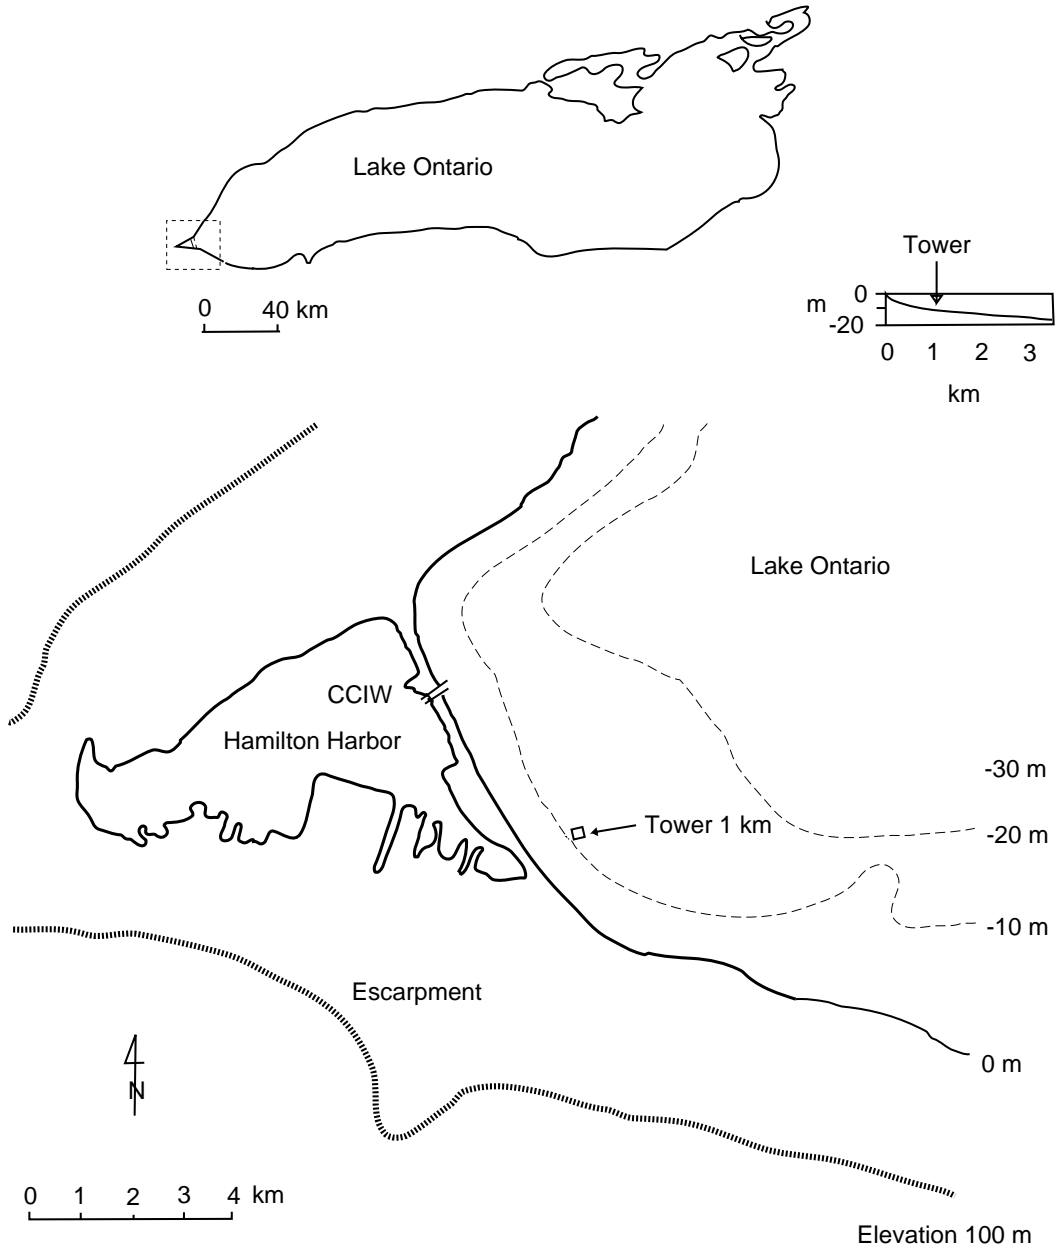 Lake Ontario
0 40 km
Tower
0
m
-20
0 1 2 3
km
Lake Ontario
CCIW
Hamilton Harbor
-30 m
Tower 1 km
-20 m
-10 m
Escarpment
0 m
N
0 1 2 3 4 km
Elevation 100 m